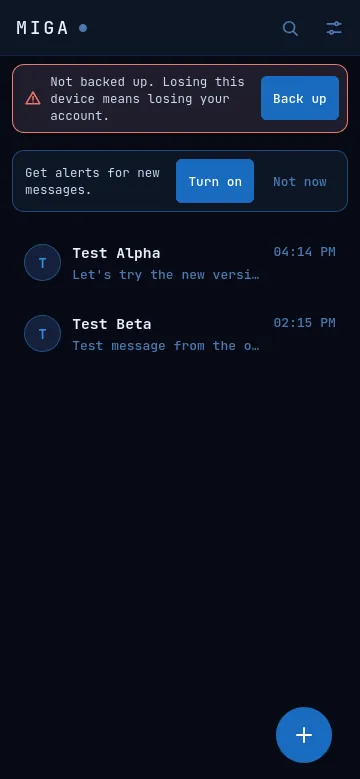 MIGA
Not backed up. Losing this
device means losing your
account.
Back up
Get alerts for new
messages.
Turn on
Not now
T
Test Alpha
04:14 PM
Let's try the new versi…
T
Test Beta
02:15 PM
Test message from the o…